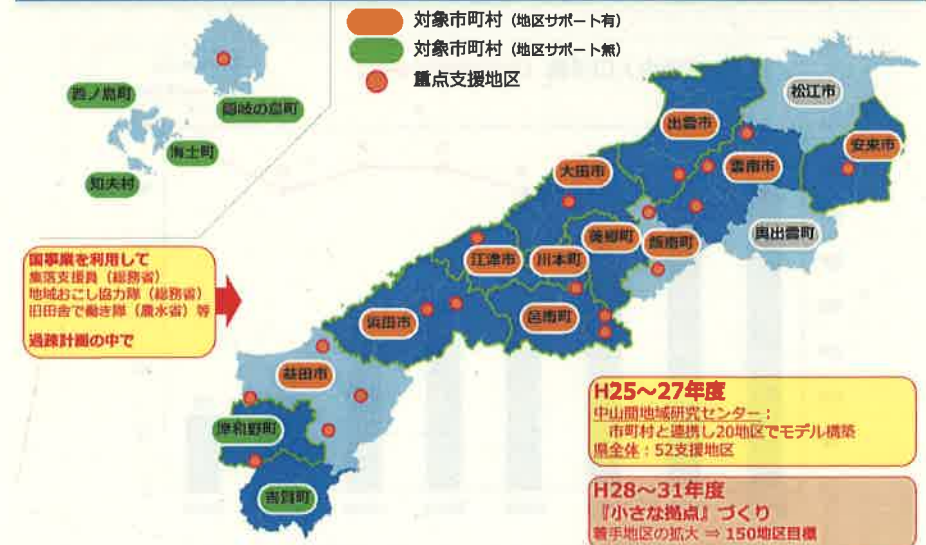 対象市町村（地区サポート有）
対象市町村（地区サポート無）
重点支援地区
西ノ島町
隠岐の島町
海士町
知夫村
松江市
出雲市
安来市
雲南市
大田市
奥出雲町
美郷町
飯南町
江津市
川本町
浜田市
邑南町
益田市
津和野町
吉賀町
国事業を利用して
集落支援員（総務省）
地域おこし協力隊（総務省）
旧田舎で働き隊（農水省）等
過疎計画の中で
H25～27年度
中山間地域研究センター：
市町村と連携し20地区でモデル構築
県全体：52支援地区
H28～31年度
『小さな拠点』づくり
着手地区の拡大 ⇒ 150地区目標